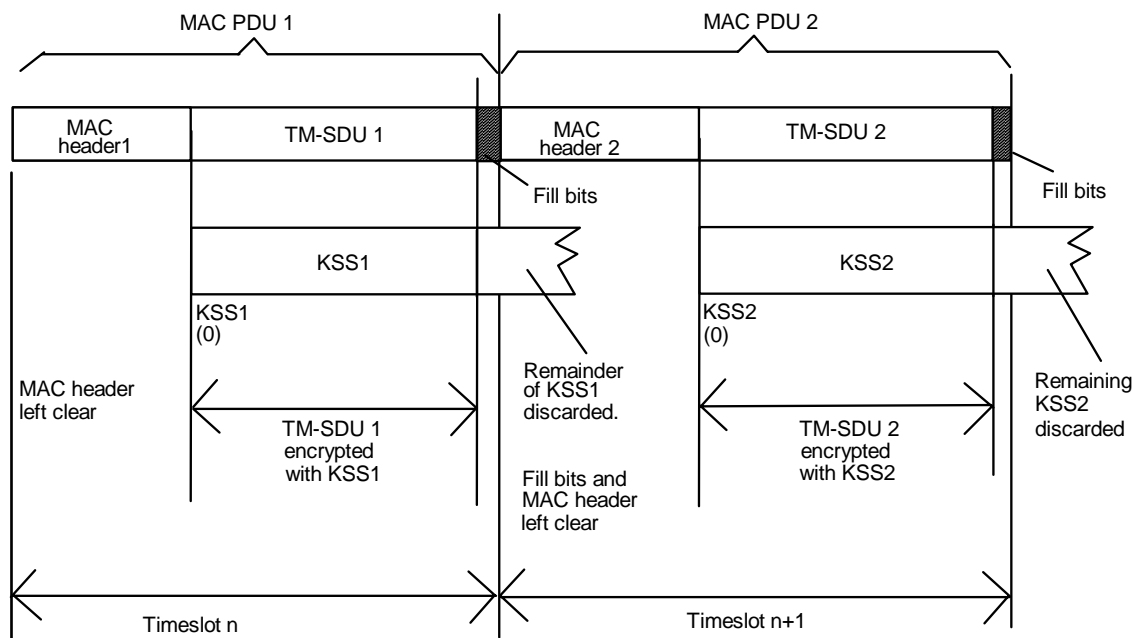 MAC PDU 1
MAC PDU 2
MAC
header1
TM-SDU 1
MAC
header 2
TM-SDU 2
Fill bits
Fill bits
KSS1
KSS2
KSS1
(0)
KSS2
(0)
MAC header
left clear
Remainder
of KSS1
discarded.
Remaining
KSS2
discarded
TM-SDU 1
encrypted
with KSS1
TM-SDU 2
encrypted
with KSS2
Fill bits and
MAC header
left clear
Timeslot n
Timeslot n+1